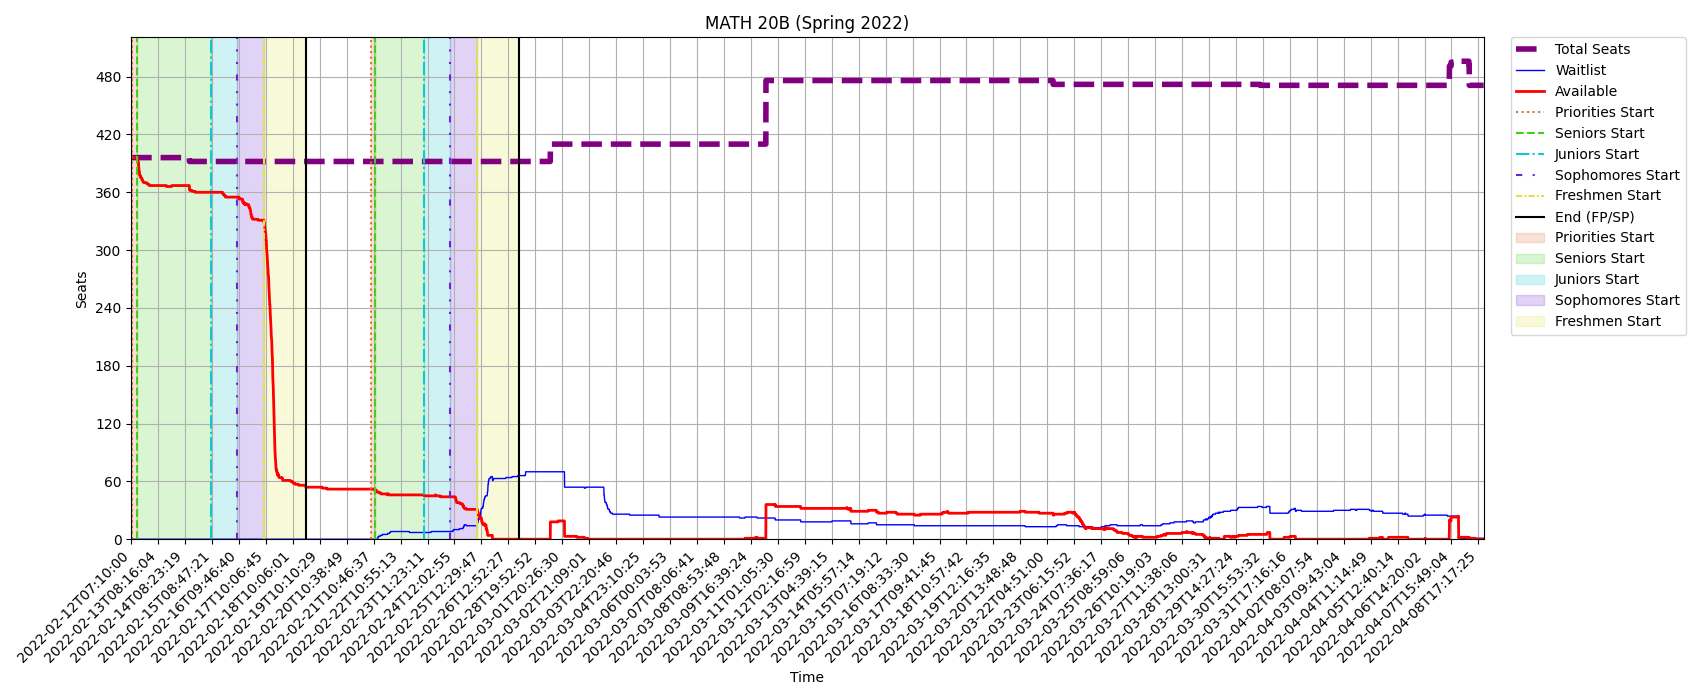 MATH 20B (Spring 2022)
Seats
480
420
360
300
240
180
120
60
0
2022-02-12T07:10:00
2022-02-13T08:16:04
2022-02-14T08:23:19
2022-02-15T08:47:21
2022-02-16T09:46:40
2022-02-17T10:06:45
2022-02-18T10:06:01
2022-02-19T10:10:29
2022-02-20T10:38:49
2022-02-21T10:46:37
2022-02-22T10:55:13
2022-02-23T11:23:11
2022-02-24T12:02:55
2022-02-25T12:29:47
2022-02-26T12:52:27
2022-02-28T19:52:52
2022-03-01T20:26:30
2022-03-02T21:09:01
2022-03-03T22:20:46
2022-03-04T23:10:25
2022-03-06T00:03:53
2022-03-07T08:06:41
2022-03-08T08:53:48
2022-03-09T16:39:24
2022-03-11T01:05:30
2022-03-12T02:16:59
2022-03-13T04:39:15
2022-03-14T05:57:14
2022-03-15T07:19:12
2022-03-16T08:33:30
2022-03-17T09:41:45
2022-03-18T10:57:42
2022-03-19T12:16:35
2022-03-20T13:48:48
2022-03-22T04:51:00
2022-03-23T06:15:52
2022-03-24T07:36:17
2022-03-25T08:59:06
2022-03-26T10:19:03
2022-03-27T11:38:06
2022-03-28T13:00:31
2022-03-29T14:27:24
2022-03-30T15:53:32
2022-03-31T17:16:16
2022-04-02T08:07:54
2022-04-03T09:43:04
2022-04-04T11:14:49
2022-04-05T12:40:14
2022-04-06T14:20:02
2022-04-07T15:49:04
2022-04-08T17:17:25
Time
Total Seats
Waitlist
Available
Priorities Start
Seniors Start
Juniors Start
Sophomores Start
Freshmen Start
End (FP/SP)
Priorities Start
Seniors Start
Juniors Start
Sophomores Start
Freshmen Start